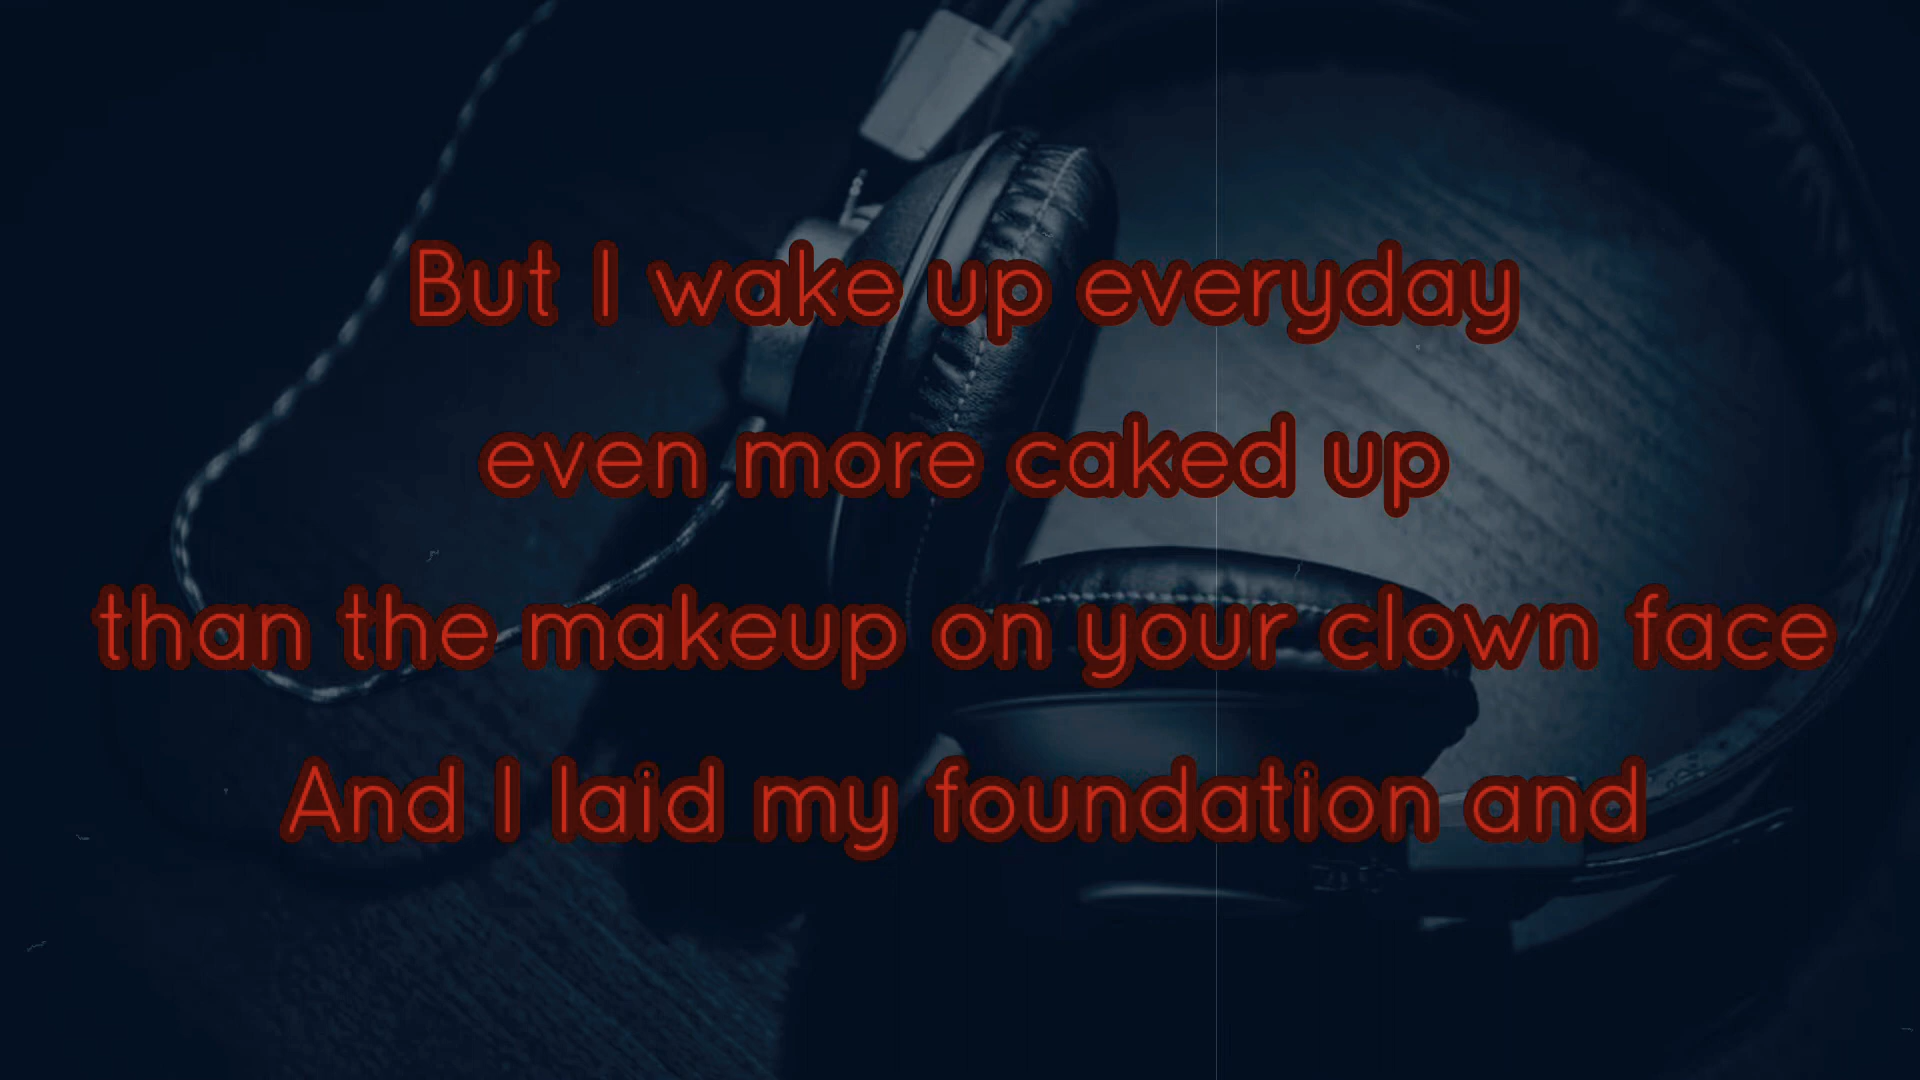 But I wake up everyday
even more caked up
than the makeup on your clown face
And I laid my foundation and